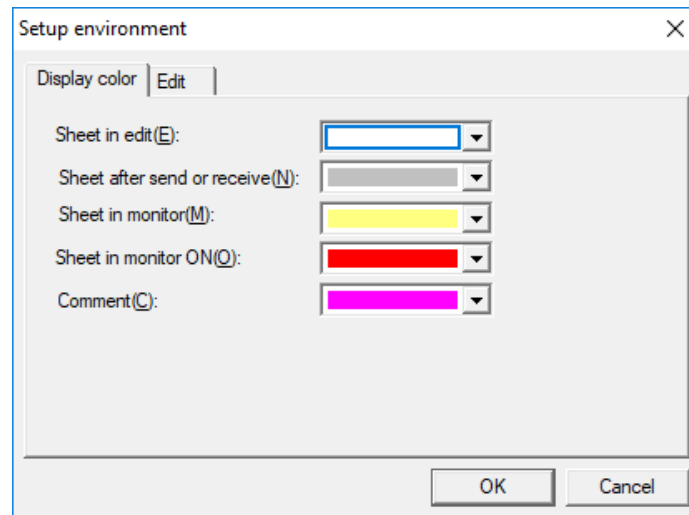 Setup environment
Display color Edit
Sheet in edit(E):
Sheet after send or receive(N):
Sheet in monitor(M):
Sheet in monitor ON(O):
Comment(C):
OK Cancel